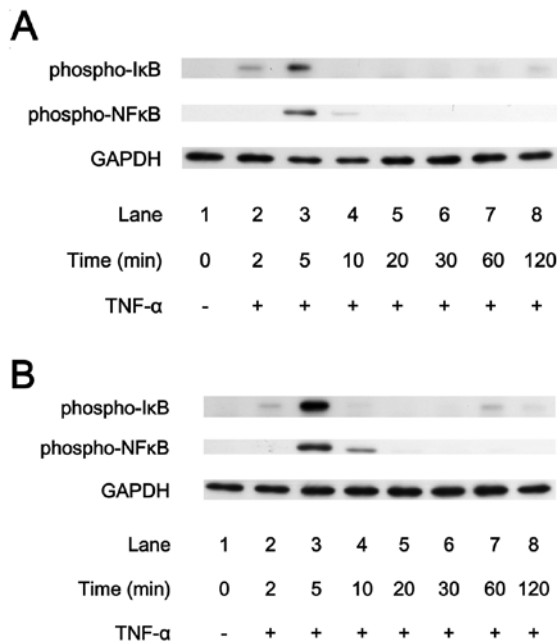 A
phospho-IκB
phospho-NFκB
GAPDH
Lane 1 2 3 4 5 6 7 8
Time (min) 0 2 5 10 20 30 60 120
TNF-α - + + + + + + +
B
phospho-IκB
phospho-NFκB
GAPDH
Lane 1 2 3 4 5 6 7 8
Time (min) 0 2 5 10 20 30 60 120
TNF-α - + + + + + + +